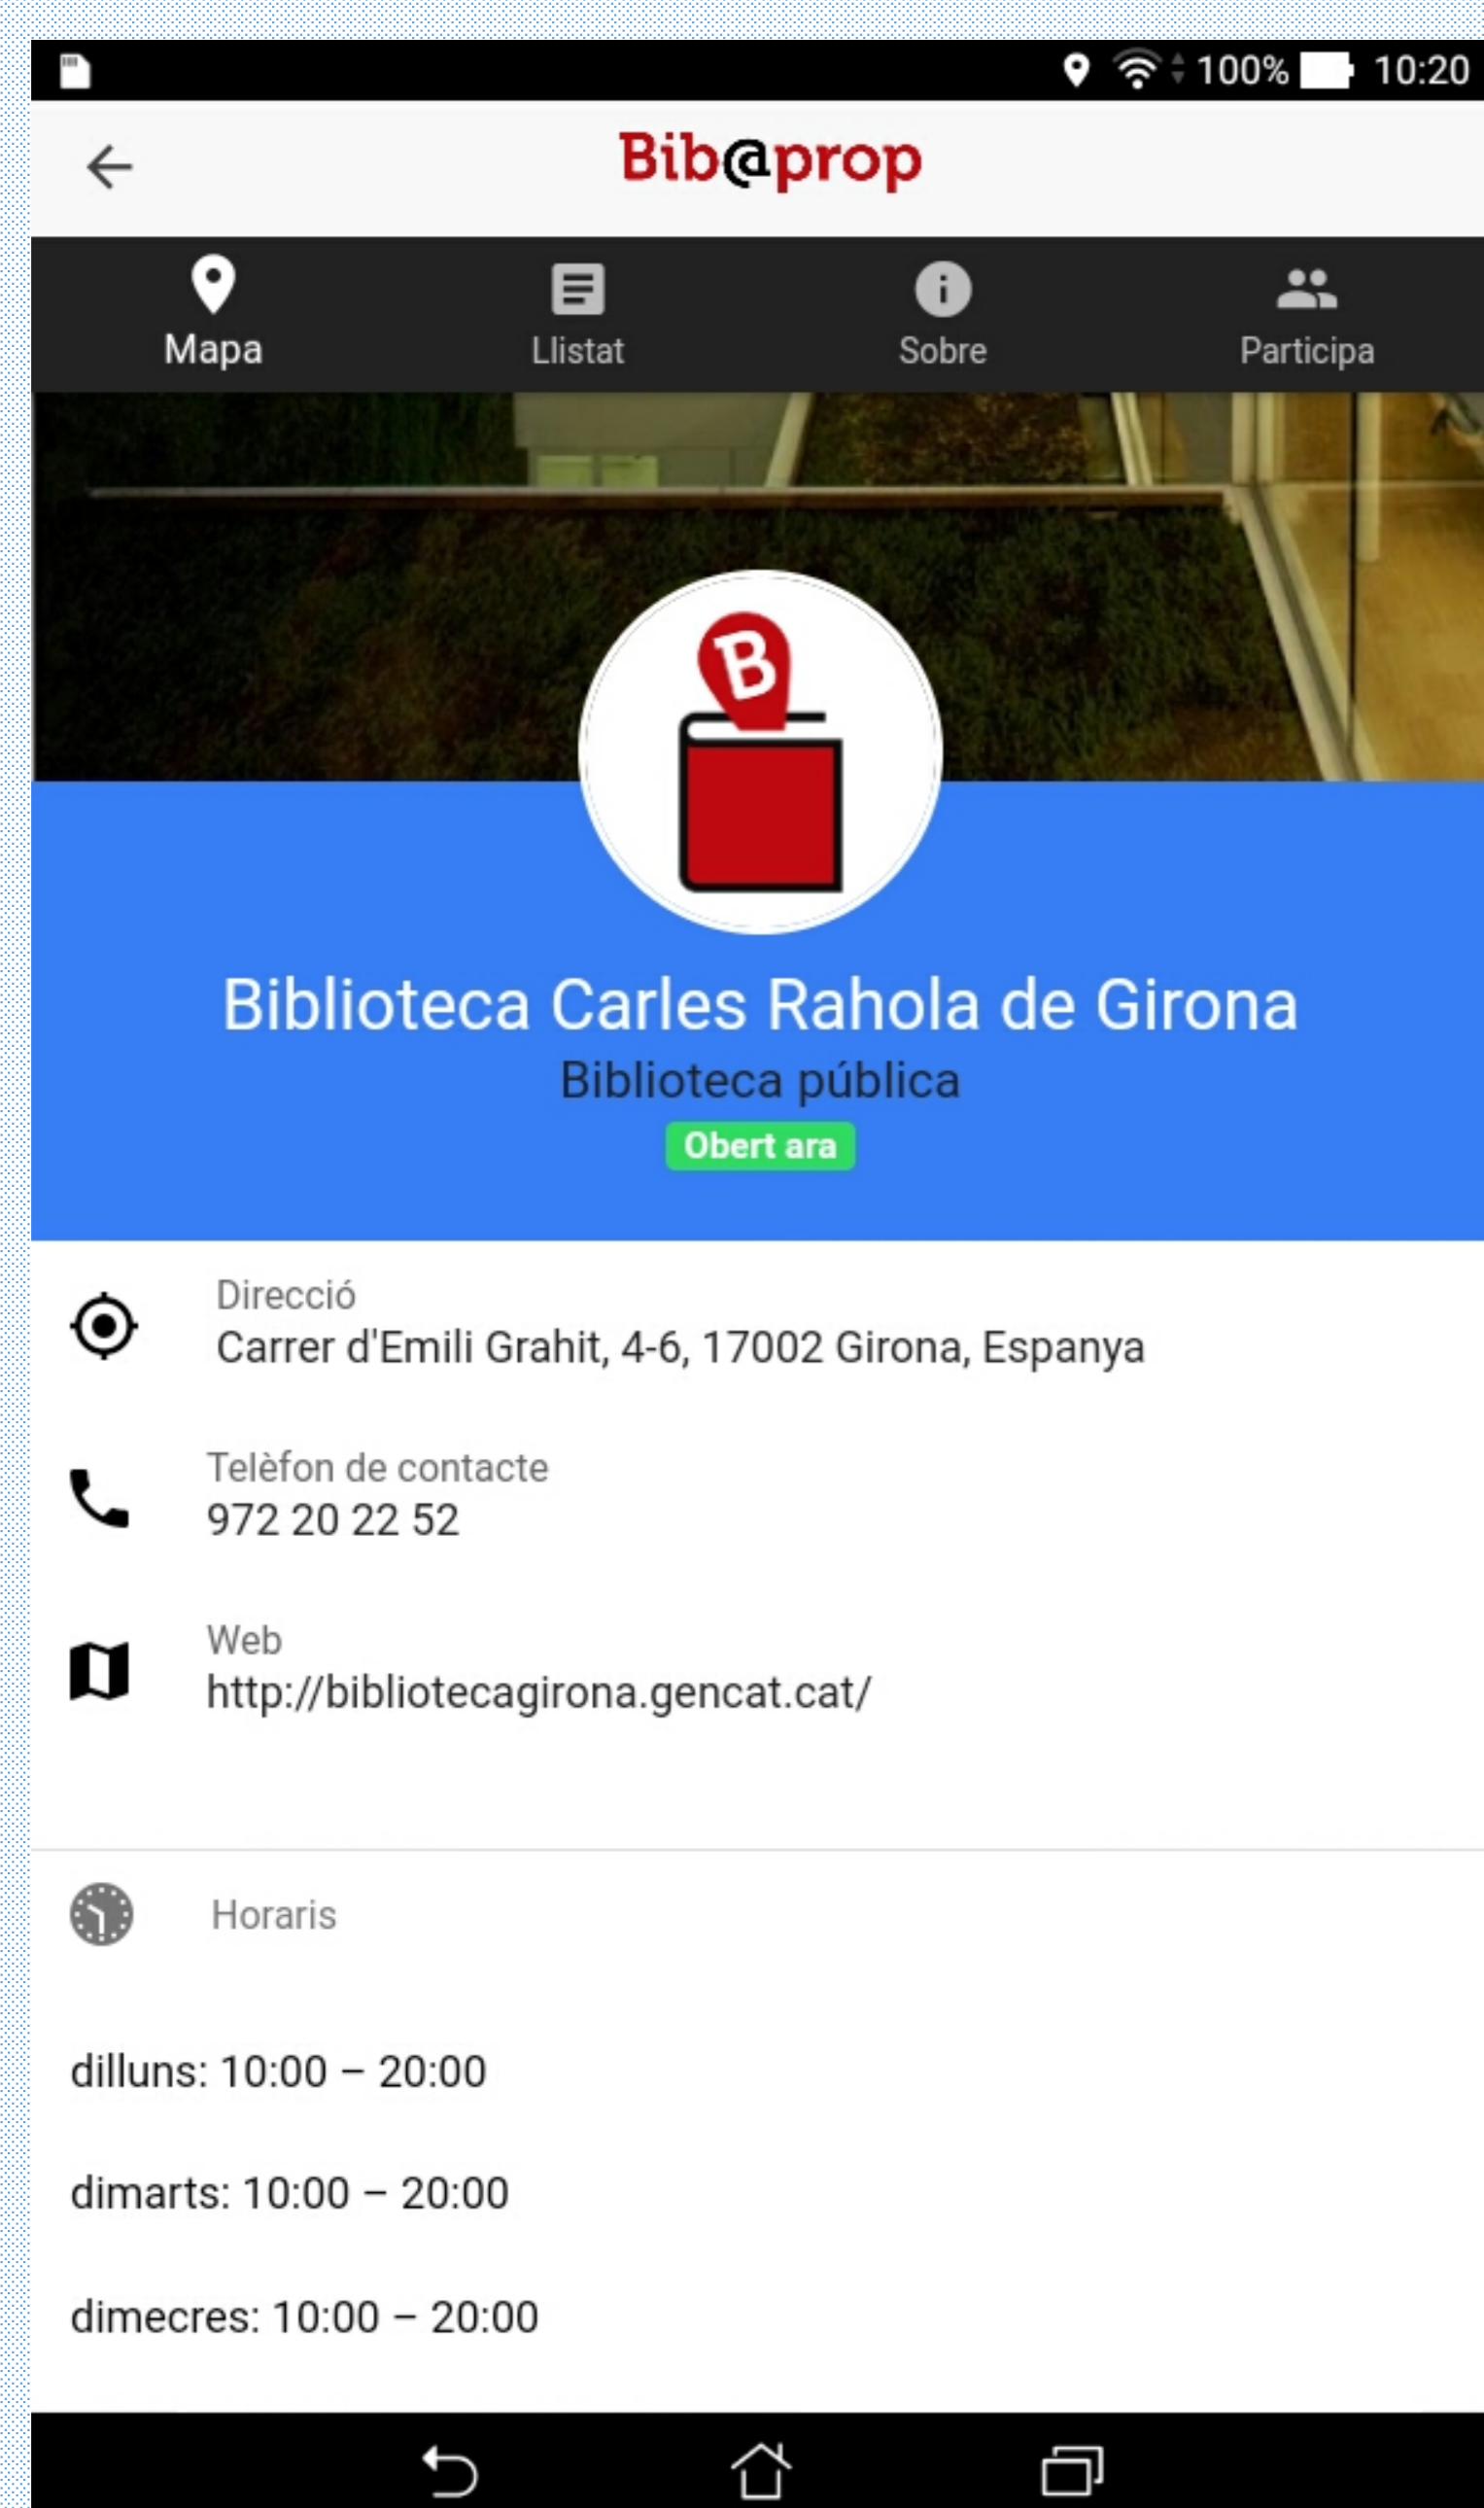 100% 10:20
Bib@prop
Mapa Llistat Sobre Participa
B
Biblioteca Carles Rahola de Girona
Biblioteca pública
Obert ara
Direcció
Carrer d'Emili Grahit, 4-6, 17002 Girona, Espanya
Telèfon de contacte
972 20 22 52
Web
http://bibliotecagirona.gencat.cat/
Horaris
dilluns: 10:00 – 20:00
dimarts: 10:00 – 20:00
dimecres: 10:00 – 20:00